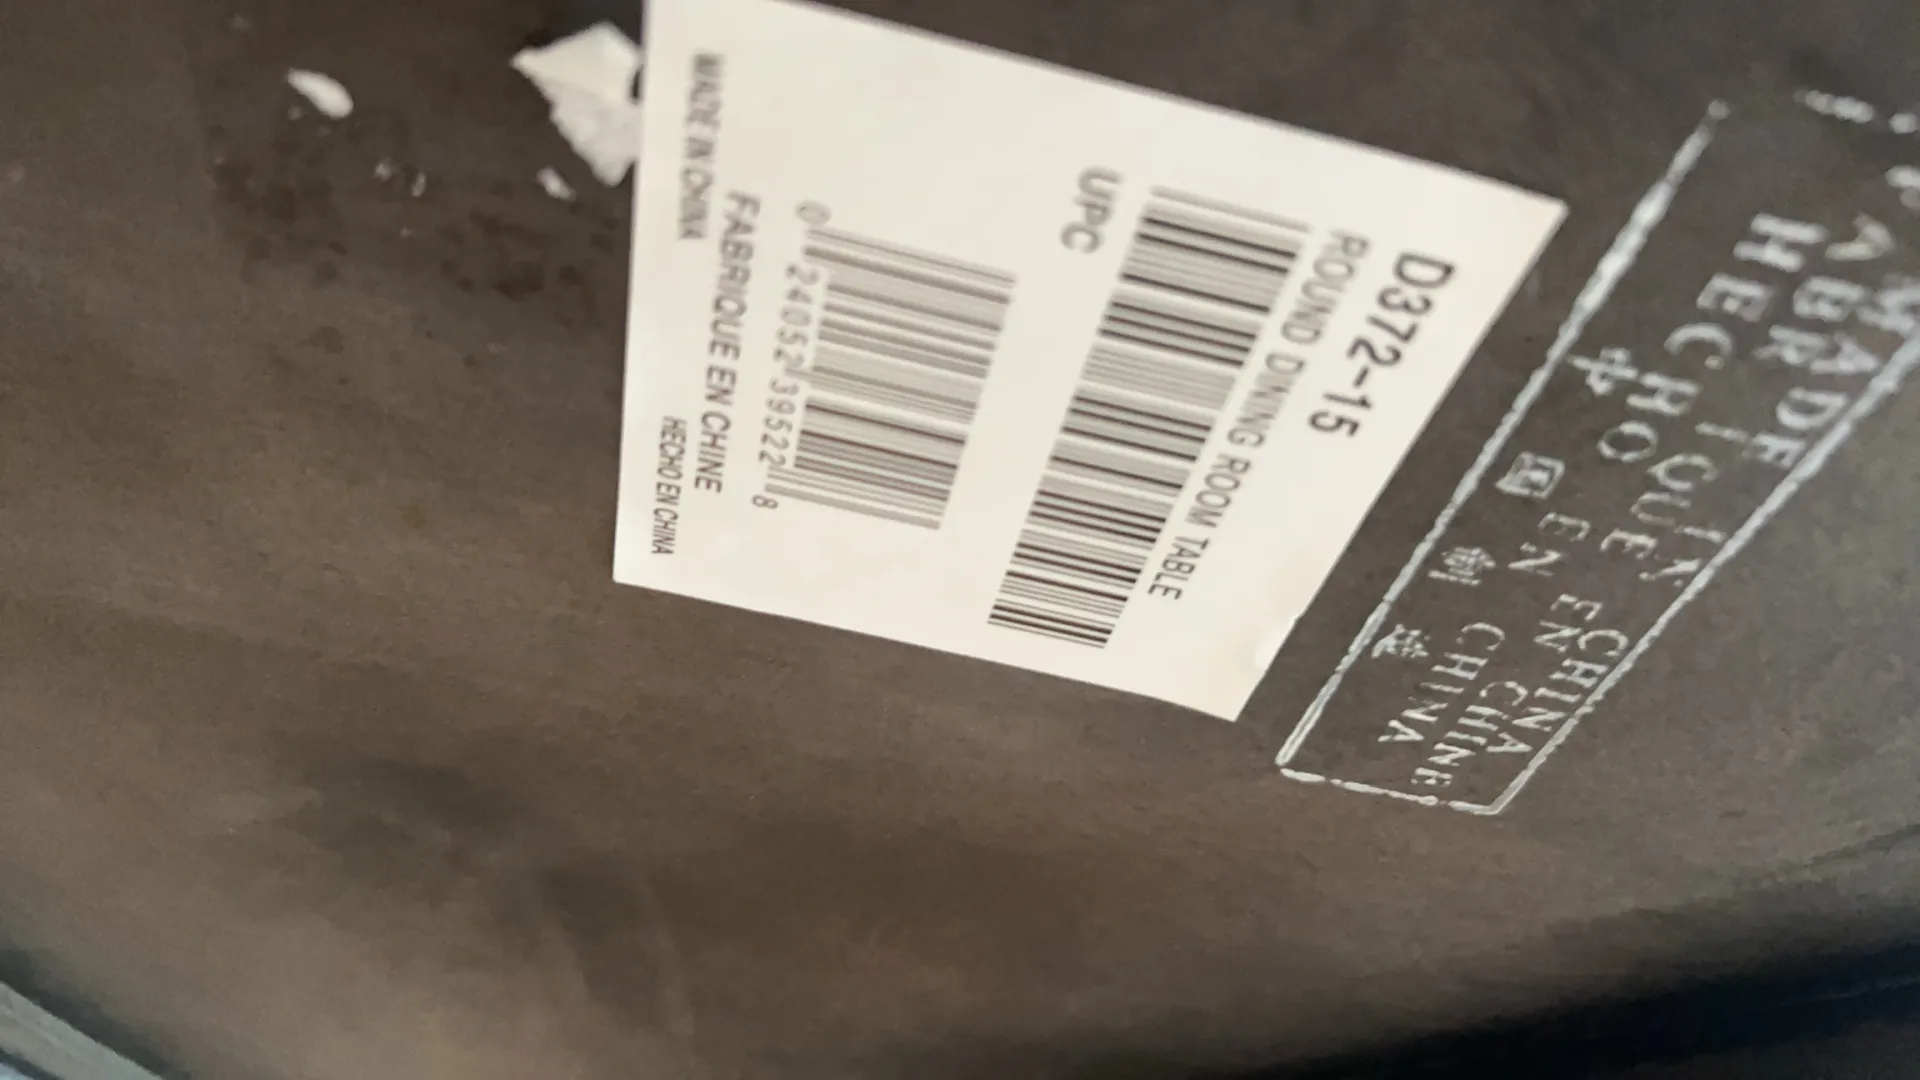 D372-15
ROUND DINING ROOM TABLE
UPC
0 24052 39522 8
FABRIQUE EN CHINE
MADE IN CHINA
HECHO EN CHINA
MADE IN CHINA
FABRIQUE EN CHINE
HECHO EN CHINA
中国制造